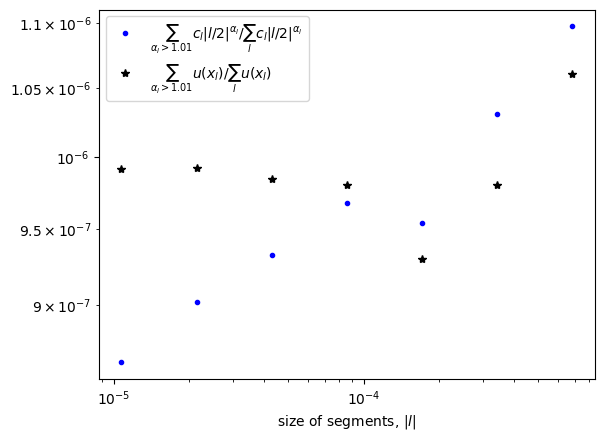 1.1 × 10⁻⁶
1.05 × 10⁻⁶
10⁻⁶
9.5 × 10⁻⁷
9 × 10⁻⁷
∑_{α_l > 1.01} c_l|l/2|^{α_l} / ∑_l c_l|l/2|^{α_l}
∑_{α_l > 1.01} u(x_l) / ∑_l u(x_l)
10⁻⁵
10⁻⁴
size of segments, |l|